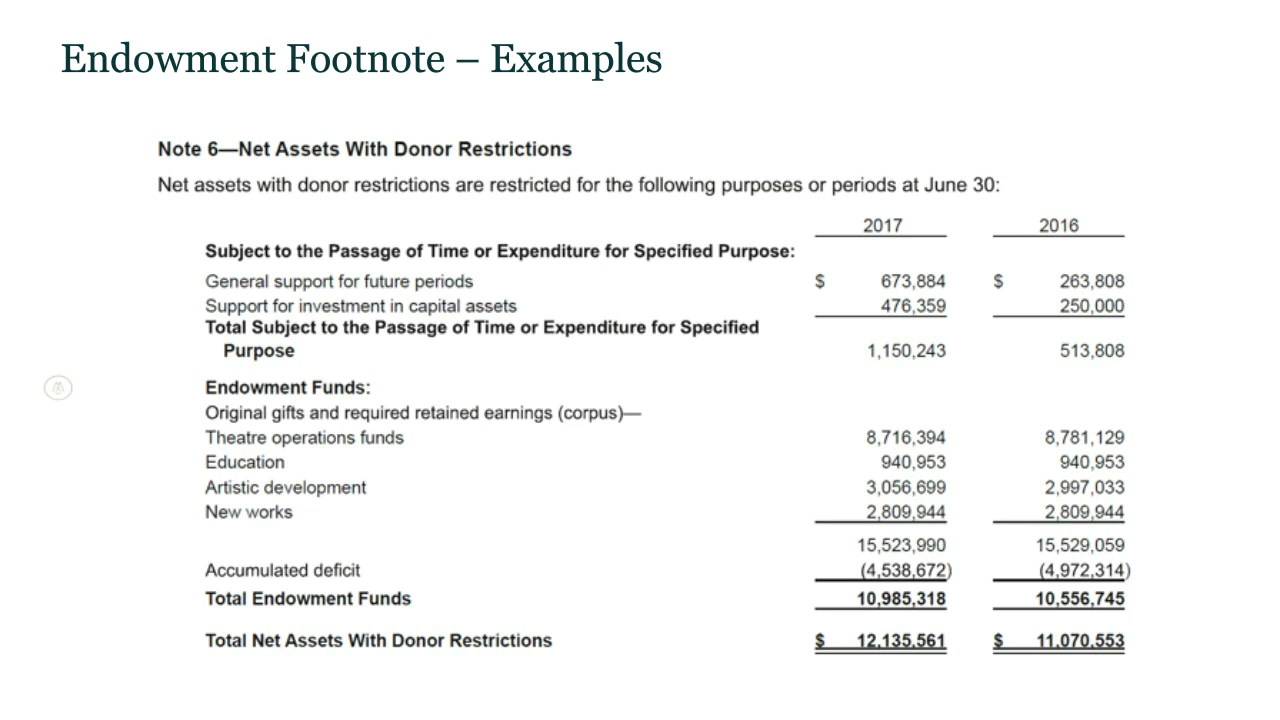 Endowment Footnote – Examples
Note 6—Net Assets With Donor Restrictions
Net assets with donor restrictions are restricted for the following purposes or periods at June 30:
2017 2016
Subject to the Passage of Time or Expenditure for Specified Purpose:
General support for future periods $ 673,884 $ 263,808
Support for investment in capital assets 476,359 250,000
Total Subject to the Passage of Time or Expenditure for Specified
Purpose 1,150,243 513,808
Endowment Funds:
Original gifts and required retained earnings (corpus)—
Theatre operations funds 8,716,394 8,781,129
Education 940,953 940,953
Artistic development 3,056,699 2,997,033
New works 2,809,944 2,809,944
15,523,990 15,529,059
Accumulated deficit (4,538,672) (4,972,314)
Total Endowment Funds 10,985,318 10,556,745
Total Net Assets With Donor Restrictions $ 12,135,561 $ 11,070,553